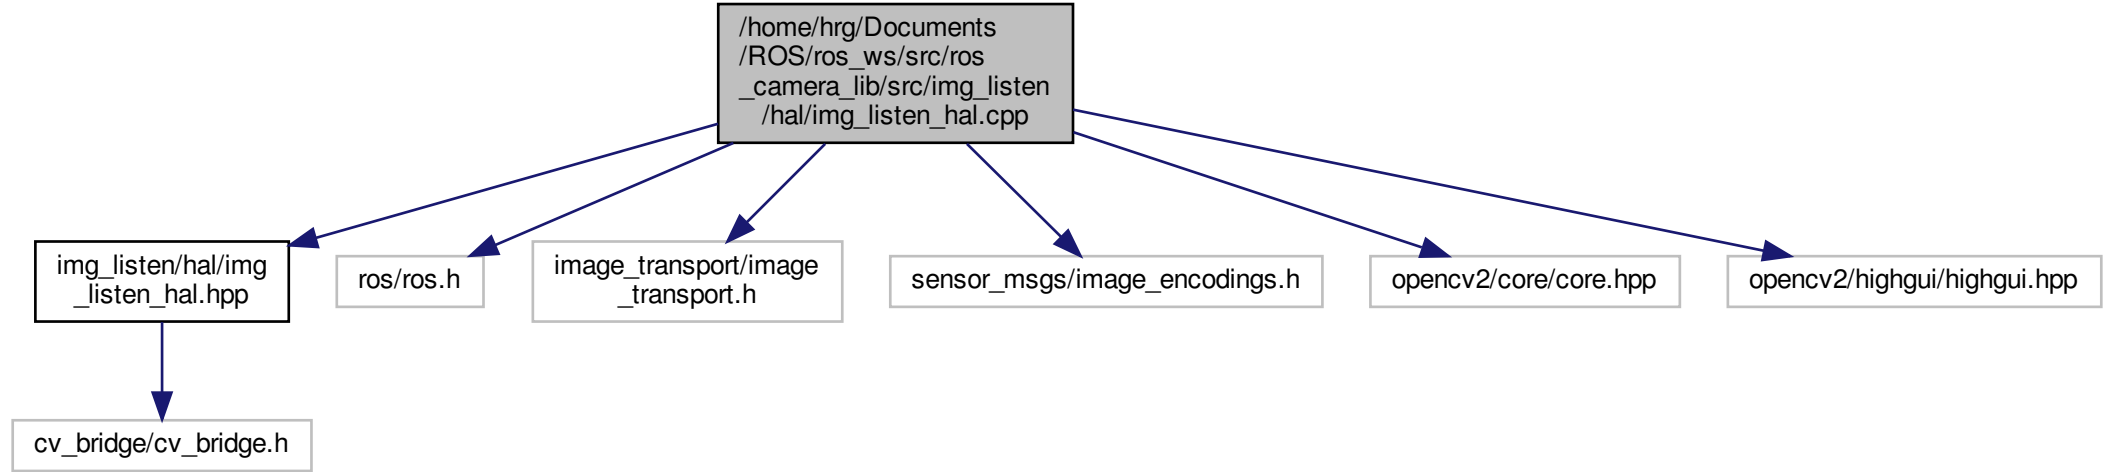 /home/hrg/Documents
/ROS/ros_ws/src/ros
_camera_lib/src/img_listen
/hal/img_listen_hal.cpp
img_listen/hal/img
_listen_hal.hpp
ros/ros.h
image_transport/image
_transport.h
sensor_msgs/image_encodings.h
opencv2/core/core.hpp
opencv2/highgui/highgui.hpp
cv_bridge/cv_bridge.h